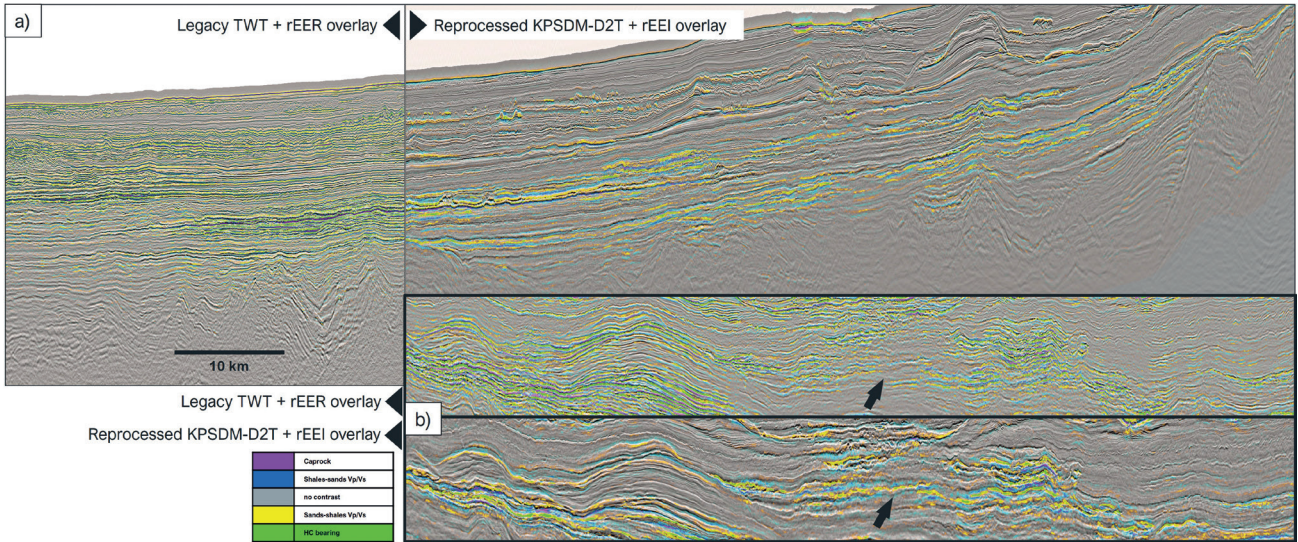 a)
Legacy TWT + rEER overlay
Reprocessed KPSDM-D2T + rEEI overlay
10 km
Legacy TWT + rEER overlay
Reprocessed KPSDM-D2T + rEEI overlay
b)
Caprock
Shales-sands Vp/Vs
no contrast
Sands-shales Vp/Vs
HC bearing